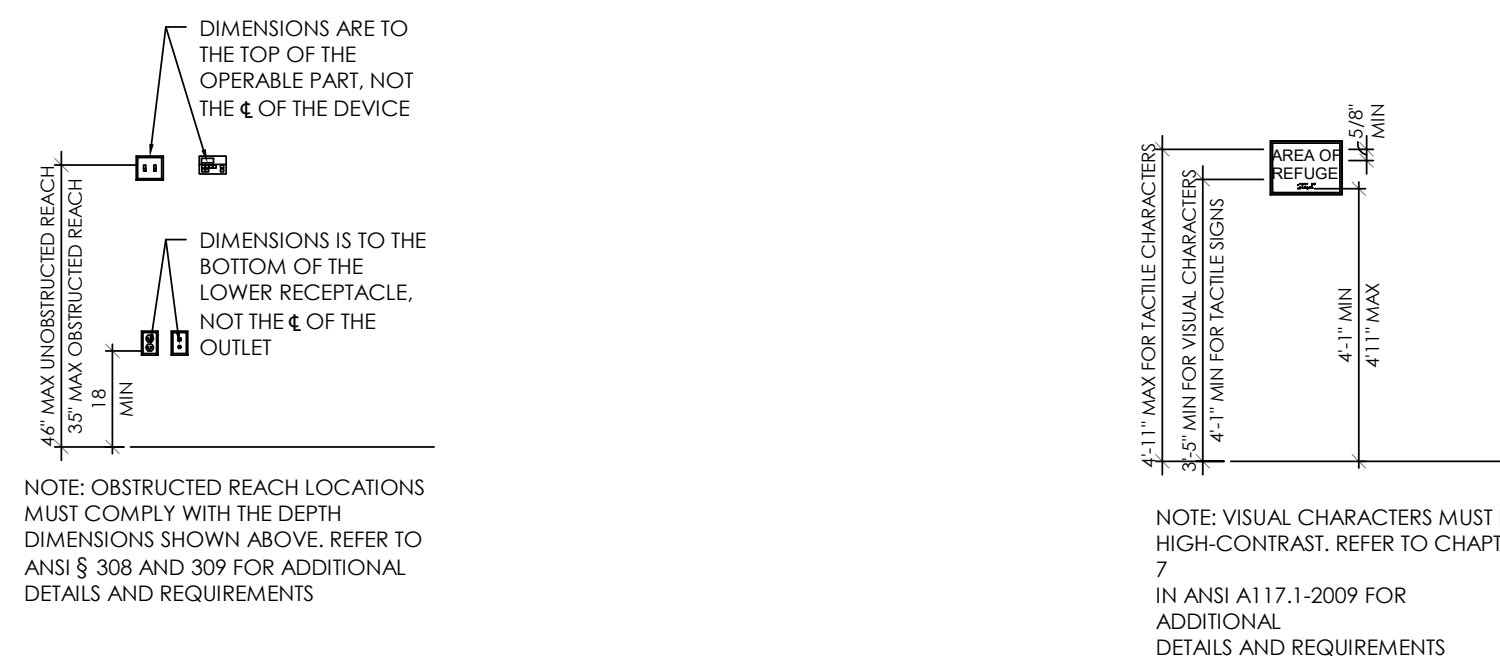 DIMENSIONS ARE TO
THE TOP OF THE
OPERABLE PART, NOT
THE ℄ OF THE DEVICE
46" MAX UNOBSTRUCTED REACH
35" MAX OBSTRUCTED REACH
DIMENSIONS IS TO THE
BOTTOM OF THE
LOWER RECEPTACLE,
NOT THE ℄ OF THE
OUTLET
18
MIN
NOTE: OBSTRUCTED REACH LOCATIONS
MUST COMPLY WITH THE DEPTH
DIMENSIONS SHOWN ABOVE. REFER TO
ANSI § 308 AND 309 FOR ADDITIONAL
DETAILS AND REQUIREMENTS
4'-11" MAX FOR TACTILE CHARACTERS
3'-5" MIN FOR VISUAL CHARACTERS
4'-1" MIN FOR TACTILE SIGNS
AREA OF
REFUGE
5/8"
MIN
4'-1" MIN
4'11" MAX
NOTE: VISUAL CHARACTERS MUST
HIGH-CONTRAST. REFER TO CHAPT
7
IN ANSI A117.1-2009 FOR
ADDITIONAL
DETAILS AND REQUIREMENTS